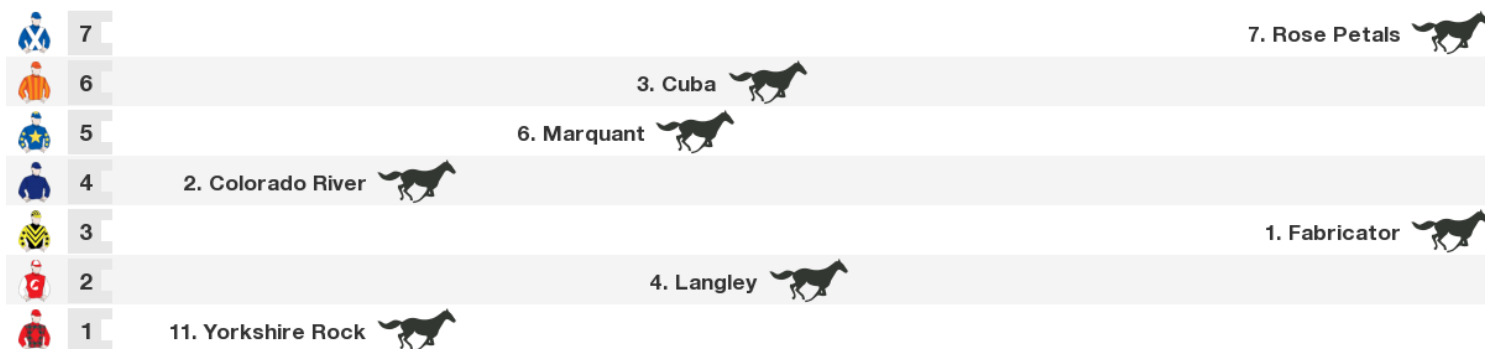 7 7. Rose Petals
6 3. Cuba
5 6. Marquant
4 2. Colorado River
3 1. Fabricator
2 4. Langley
1 11. Yorkshire Rock